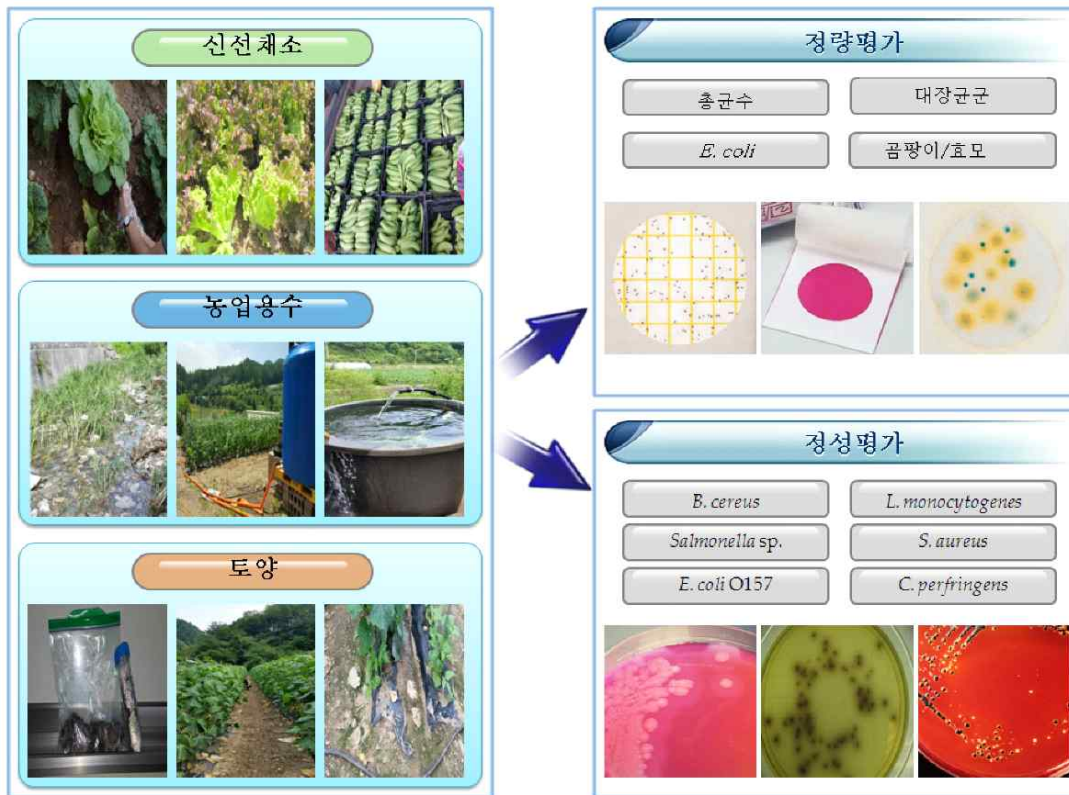 신선채소
농업용수
토양
정량평가
총균수
대장균군
E. coli
곰팡이/효모
정성평가
B. cereus
L. monocytogenes
Salmonella sp.
S. aureus
E. coli O157
C. perfringens